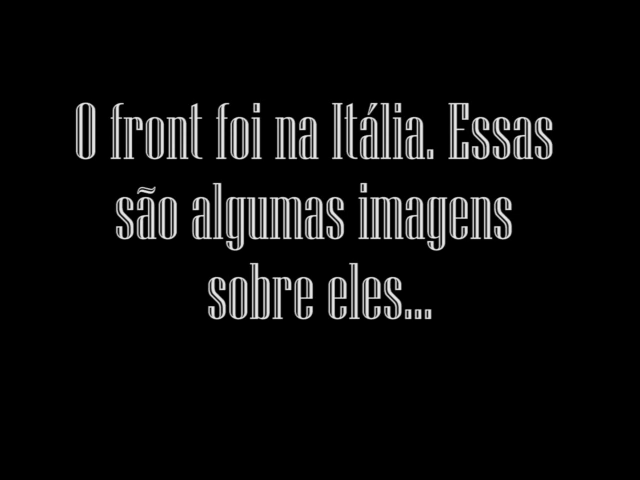 O front foi na Itália. Essas
são algumas imagens
sobre eles...